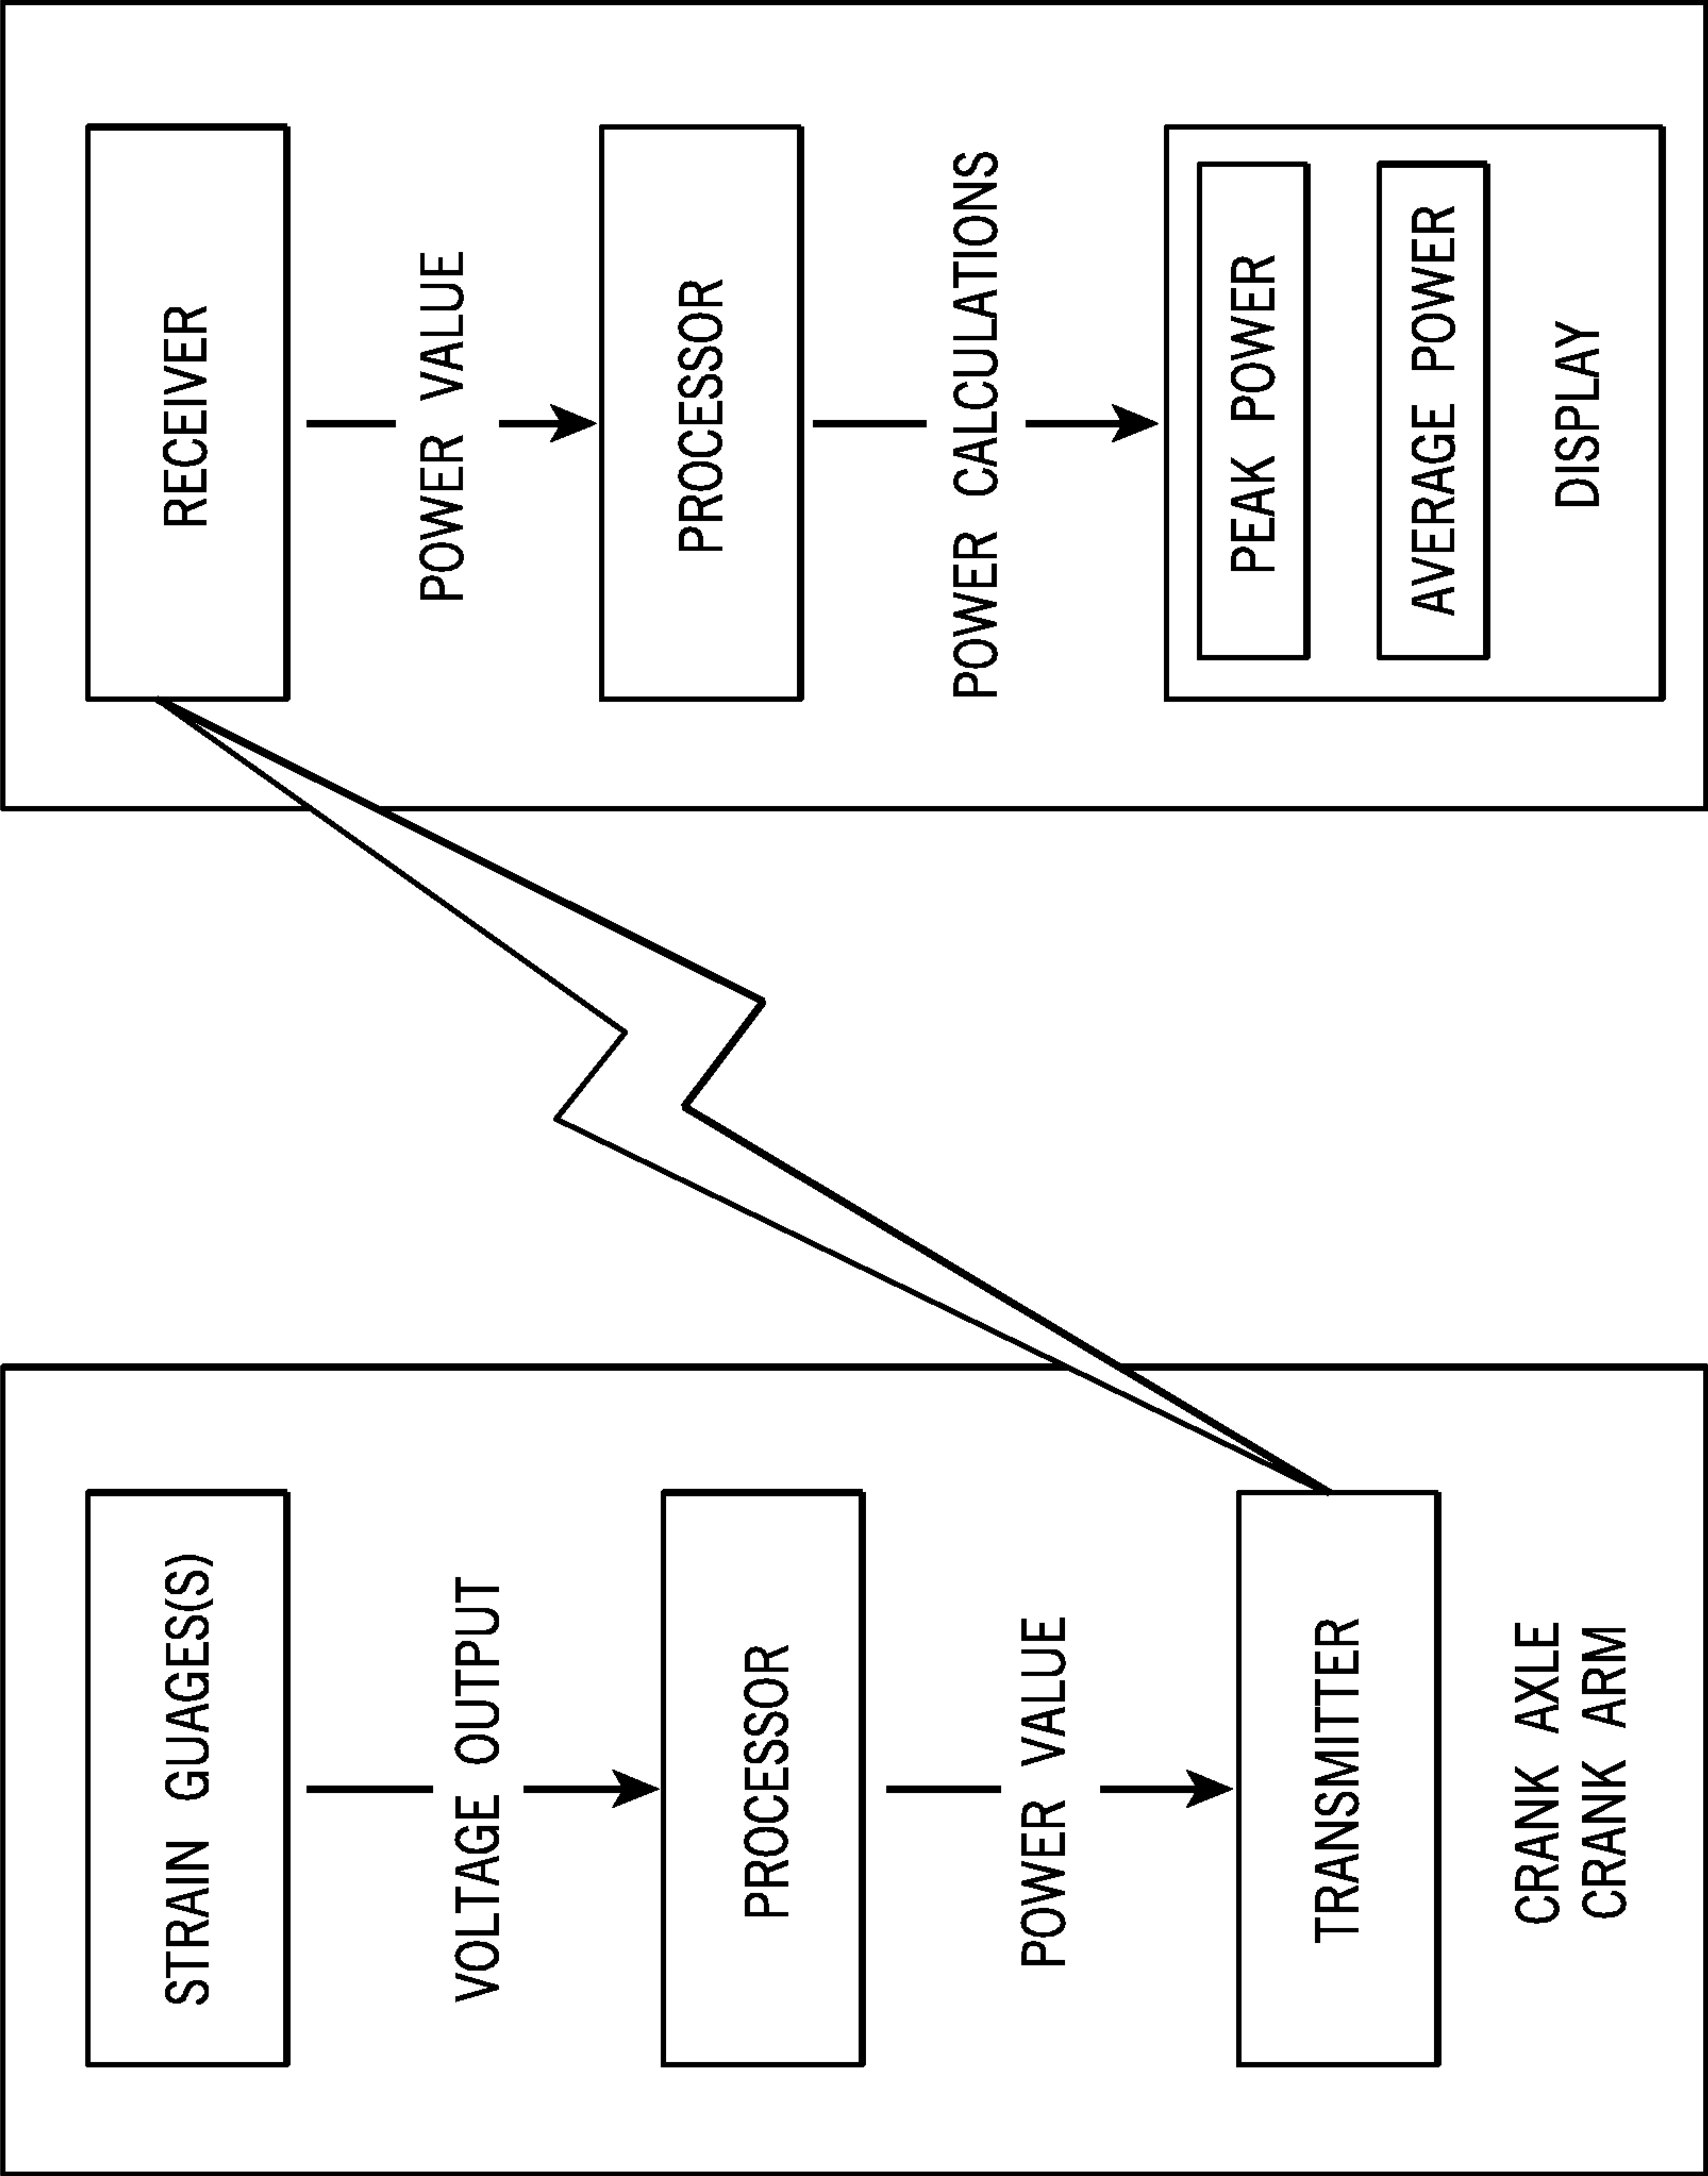 STRAIN GUAGES(S)
VOLTAGE OUTPUT
PROCESSOR
POWER VALUE
TRANSMITTER
CRANK AXLE
CRANK ARM
RECEIVER
POWER VALUE
PROCESSOR
POWER CALCULATIONS
PEAK POWER
AVERAGE POWER
DISPLAY